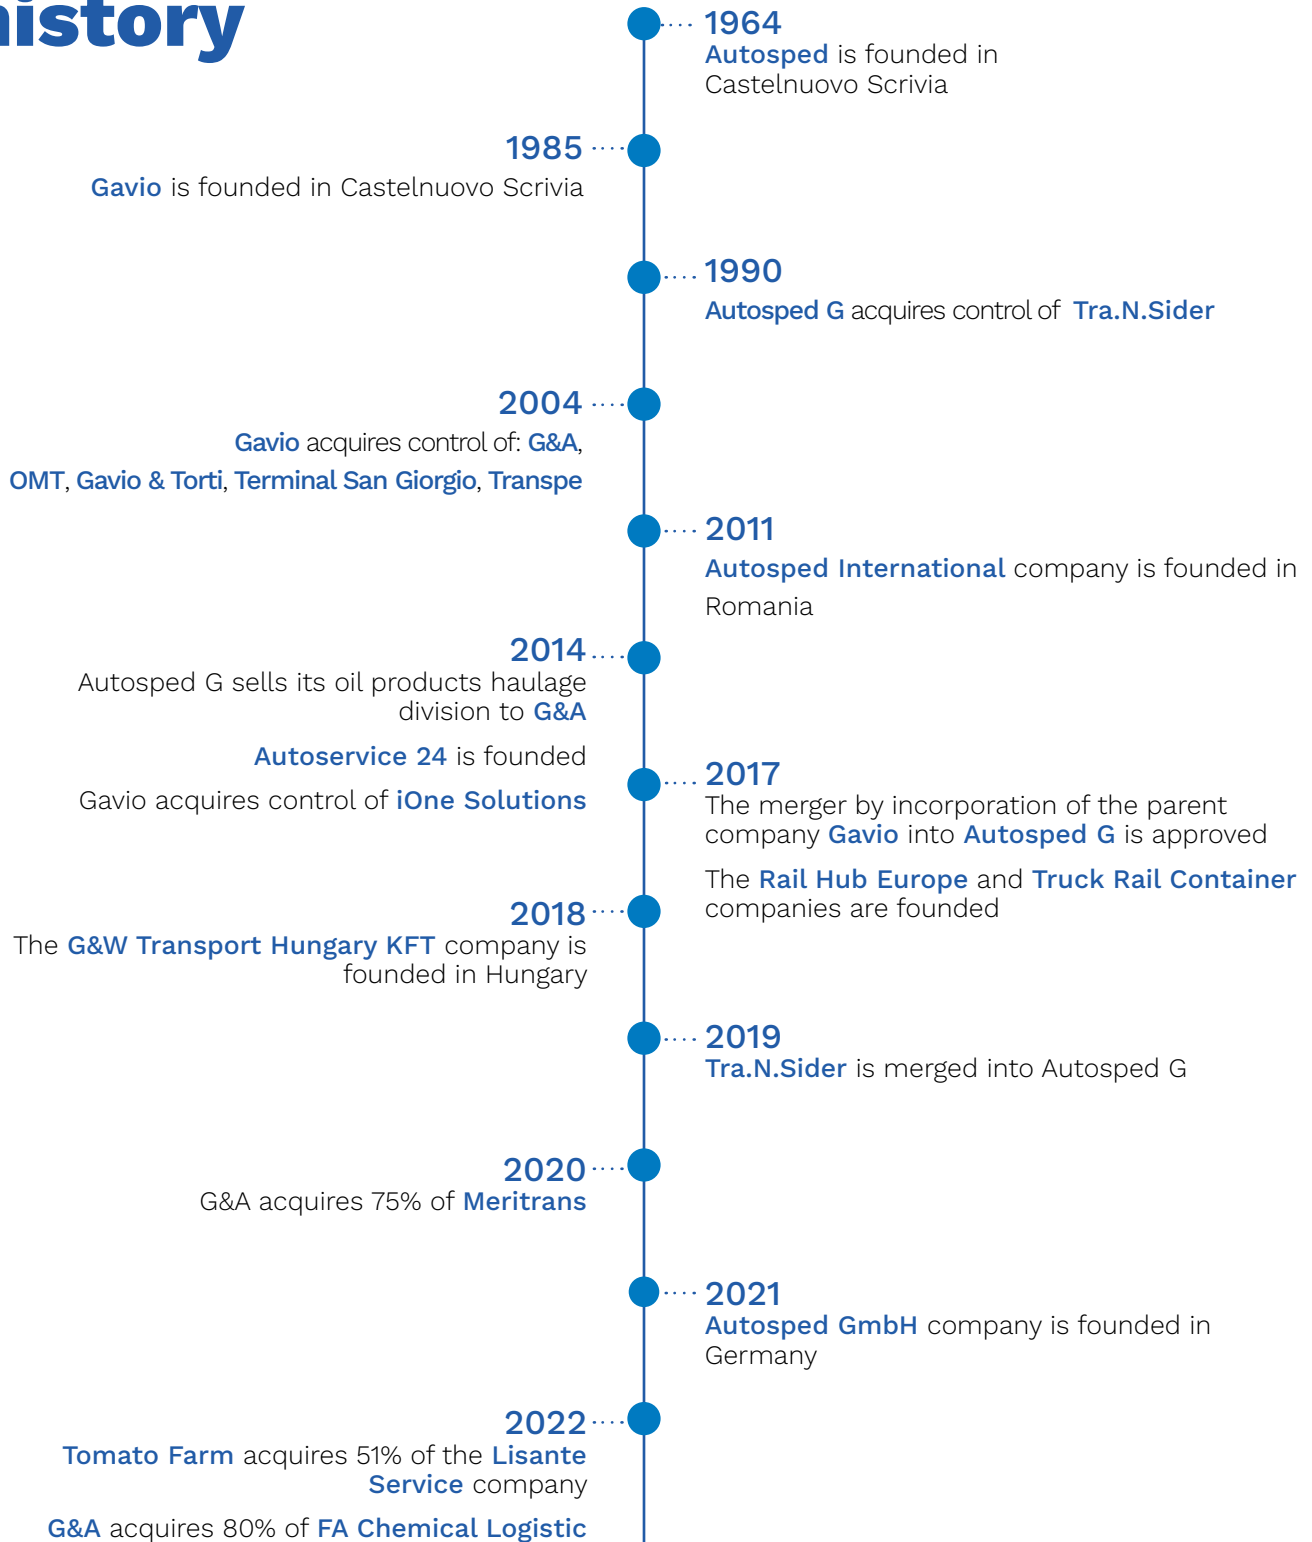 history
1964
Autosped is founded in
Castelnuovo Scrivia
1985
Gavio is founded in Castelnuovo Scrivia
1990
Autosped G acquires control of Tra.N.Sider
2004
Gavio acquires control of: G&A,
OMT, Gavio & Torti, Terminal San Giorgio, Transpe
2011
Autosped International company is founded in
Romania
2014
Autosped G sells its oil products haulage
division to G&A
Autoservice 24 is founded
Gavio acquires control of iOne Solutions
2017
The merger by incorporation of the parent
company Gavio into Autosped G is approved
The Rail Hub Europe and Truck Rail Container
companies are founded
2018
The G&W Transport Hungary KFT company is
founded in Hungary
2019
Tra.N.Sider is merged into Autosped G
2020
G&A acquires 75% of Meritrans
2021
Autosped GmbH company is founded in
Germany
2022
Tomato Farm acquires 51% of the Lisante
Service company
G&A acquires 80% of FA Chemical Logistic